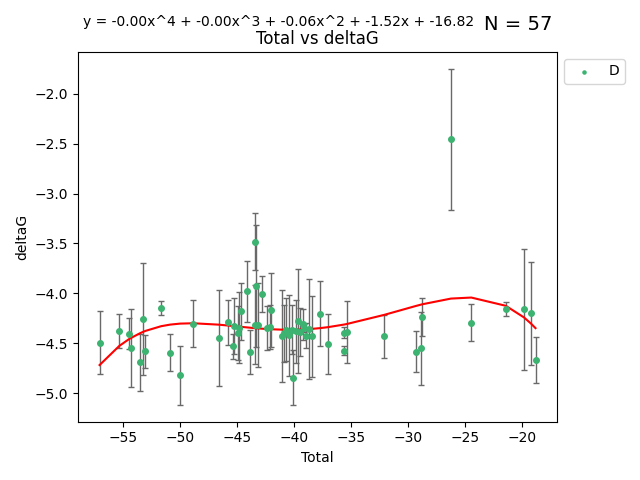 y = -0.00x^4 + -0.00x^3 + -0.06x^2 + -1.52x + -16.82 N = 57
Total vs deltaG
D
−2.0
−2.5
−3.0
−3.5
−4.0
−4.5
−5.0
deltaG
−55 −50 −45 −40 −35 −30 −25 −20
Total